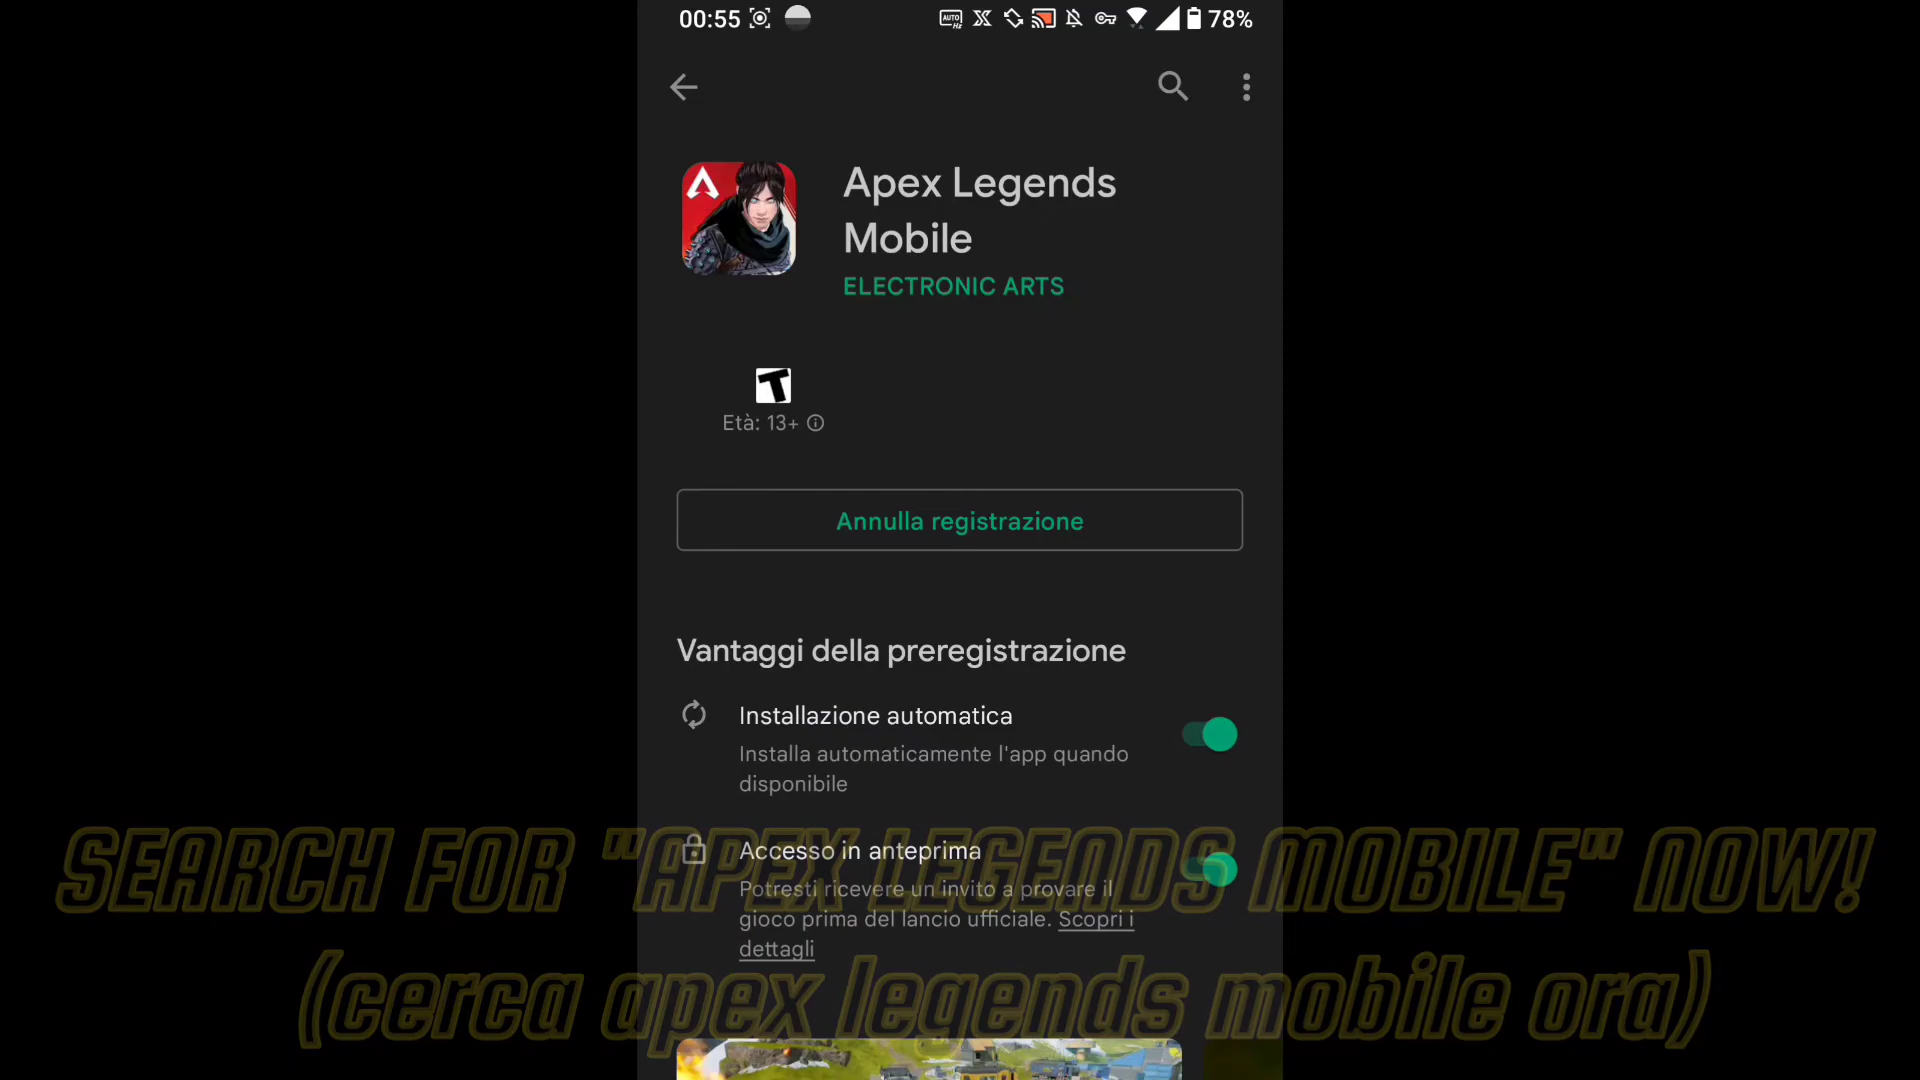 00:55
78%
Apex Legends
Mobile
ELECTRONIC ARTS
T
Età: 13+
Annulla registrazione
Vantaggi della preregistrazione
Installazione automatica
Installa automaticamente l'app quando
disponibile
Accesso in anteprima
Potresti ricevere un invito a provare il
gioco prima del lancio ufficiale. Scopri i
dettagli
SEARCH FOR "APEX LEGENDS MOBILE" NOW!
(cerca apex legends mobile ora)